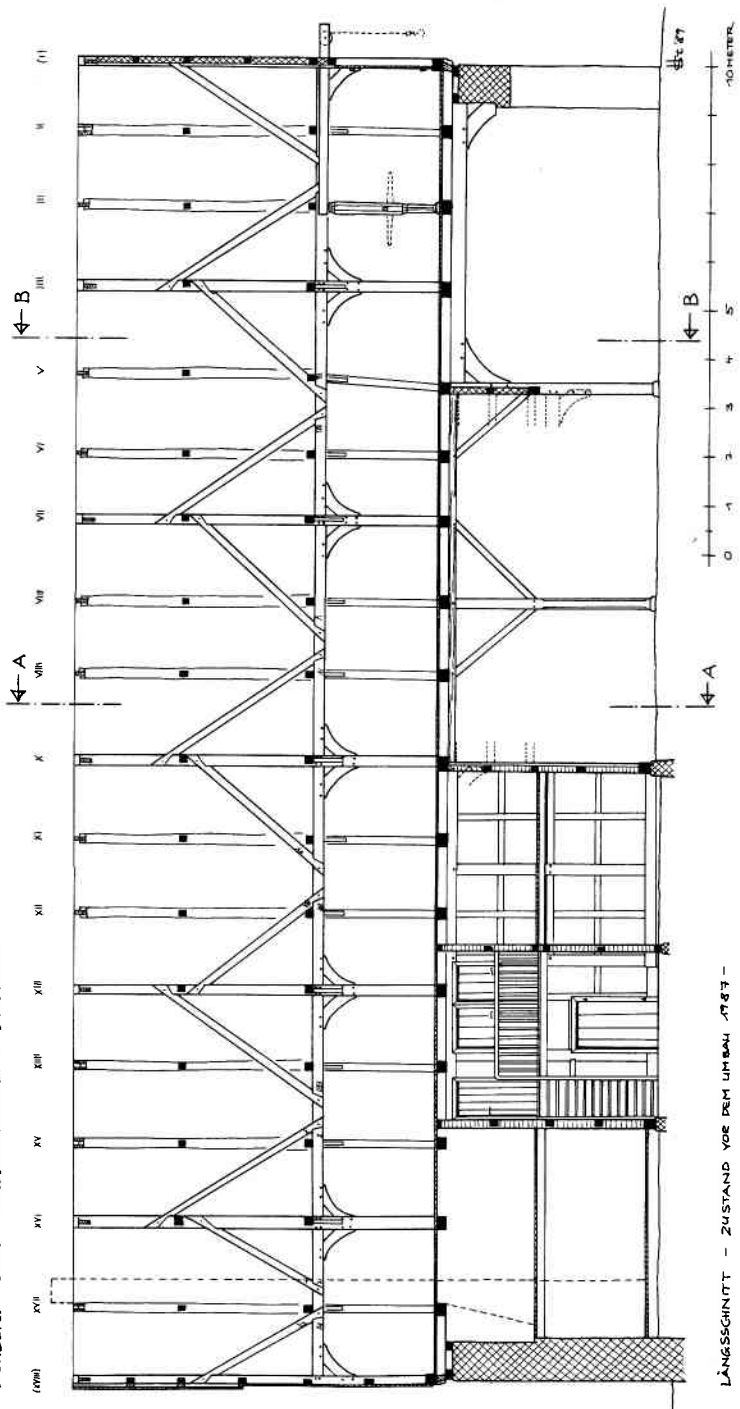 (XVIII) XVII XVI XV XIIII XIII XII XI X VIIII VIII VII VI V IIII III II (I)
A B
A B
0 1 2 3 4 5 10 METER
LÄNGSSCHNITT - ZUSTAND VOR DEM UMBAU 1987 -